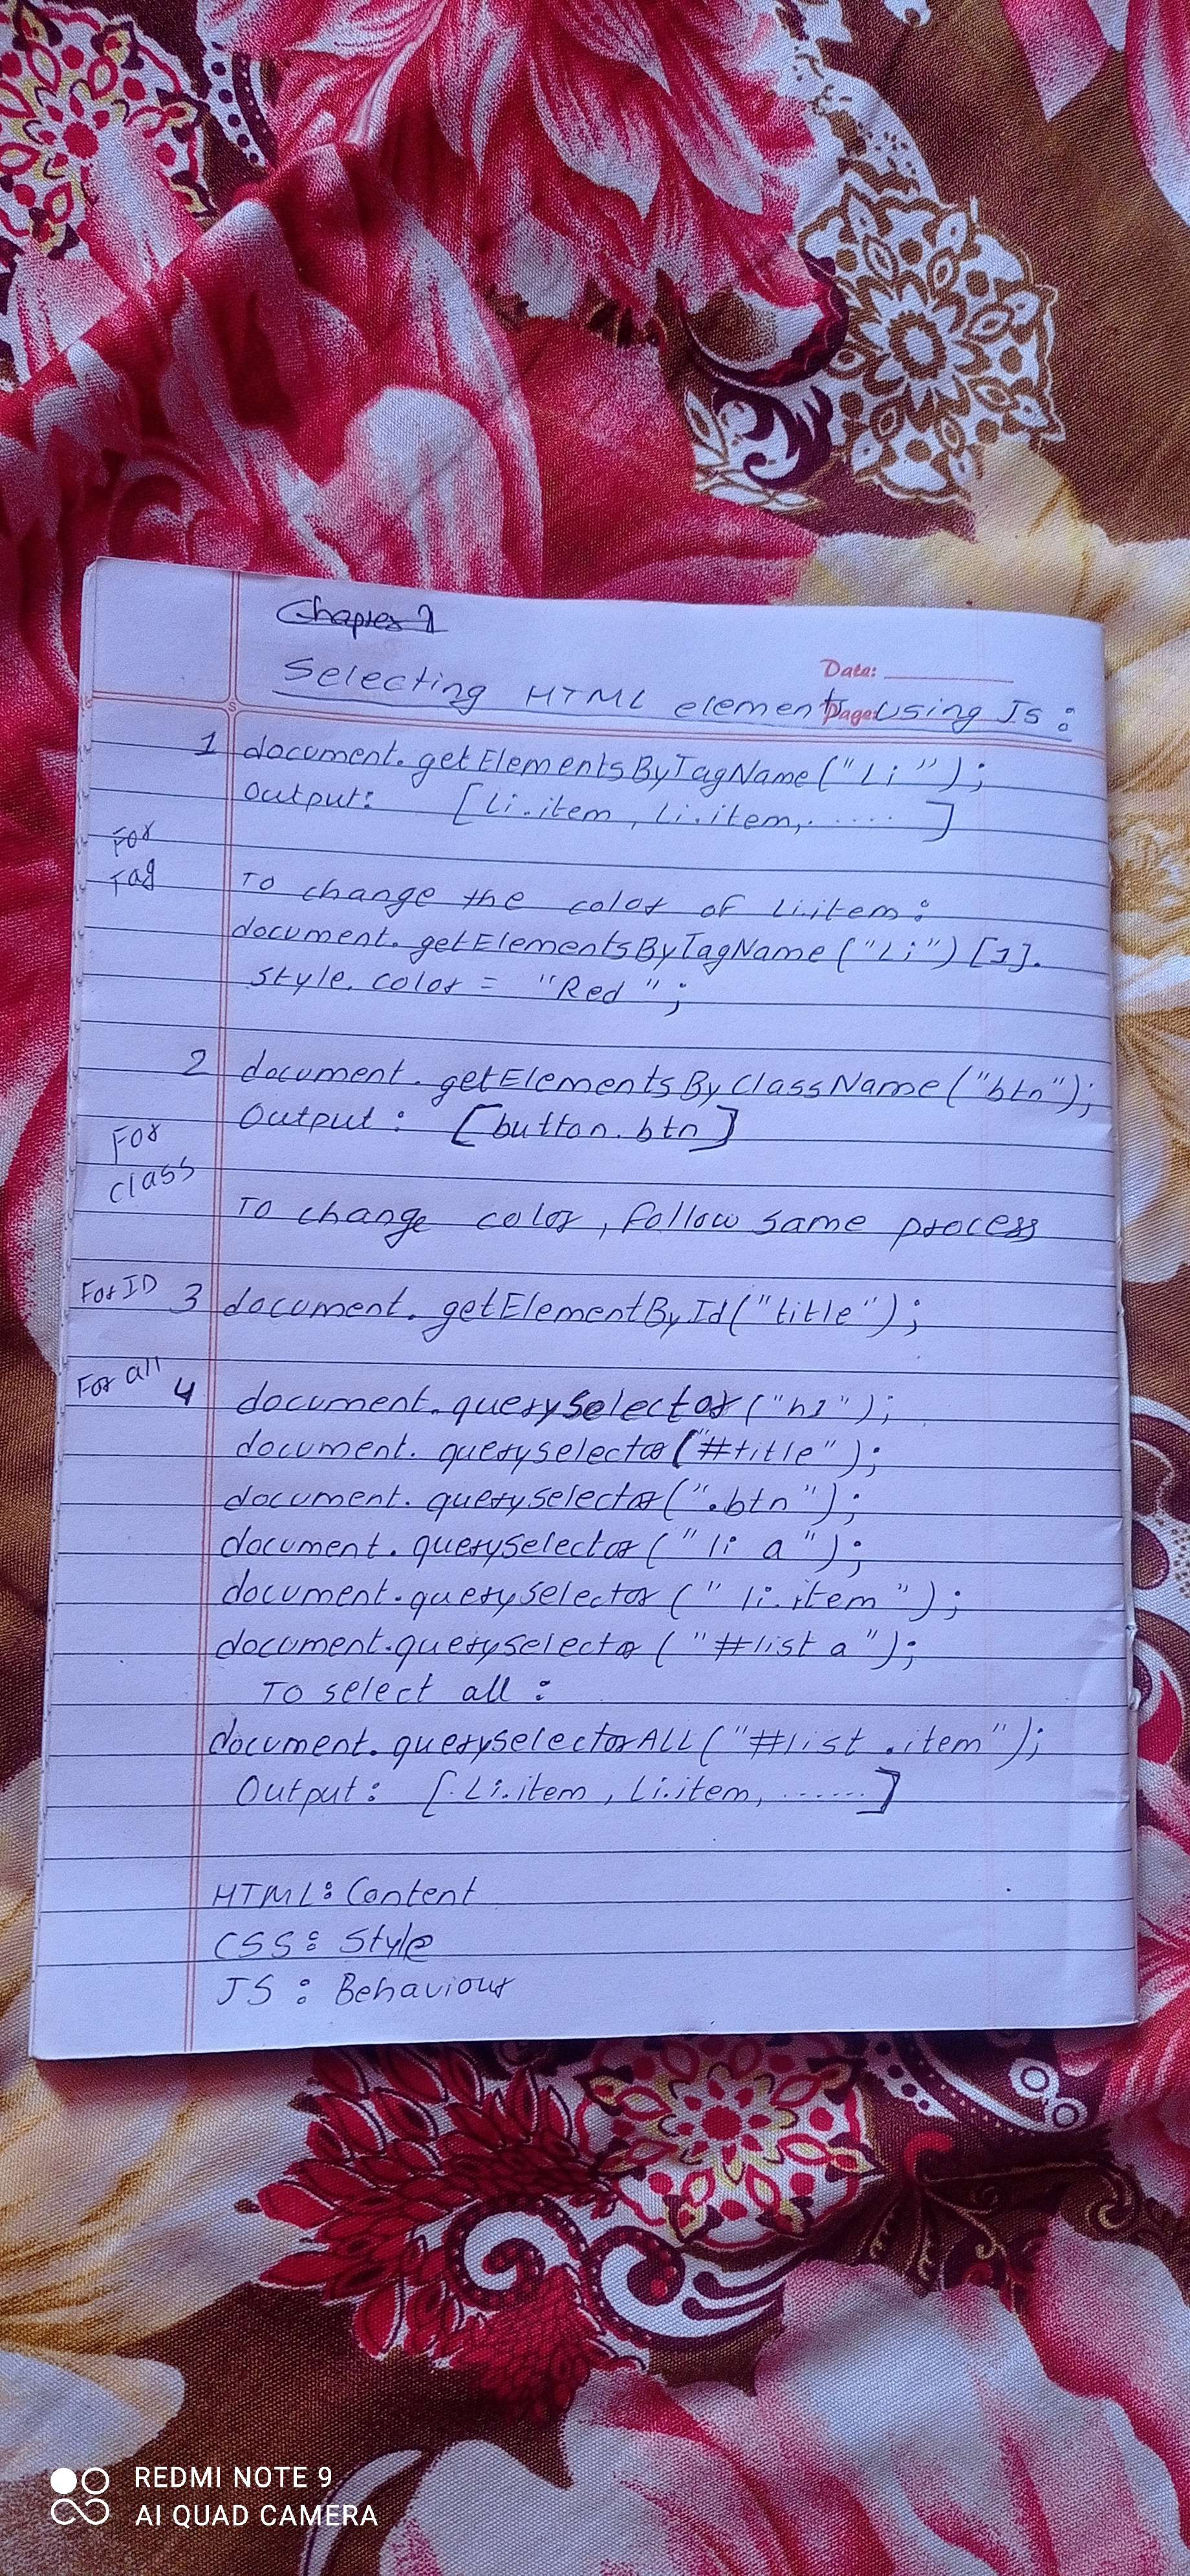 Chapter 1
Data:
Selecting HTML element using Js :
Page:
1 document.getElementsByTagName("Li");
Output: [Li.item, Li.item, ..... ]
For
Tag
To change the color of Li.item :
document.getElementsByTagName("Li")[1].
style.color = "Red";
2 document.getElementsByClassName("btn");
Output : [button.btn]
For
class
To change color, follow same process
For ID 3 document.getElementById("title");
For all 4 document.querySelector("h1");
document.querySelector("#title");
document.querySelector(".btn");
document.querySelector("li a");
document.querySelector("li.item");
document.querySelector("#list a");
To select all :
document.querySelectorALL("#list .item");
Output : [Li.item, Li.item, ......]
HTML : Content
CSS : Style
JS : Behaviour
REDMI NOTE 9
AI QUAD CAMERA